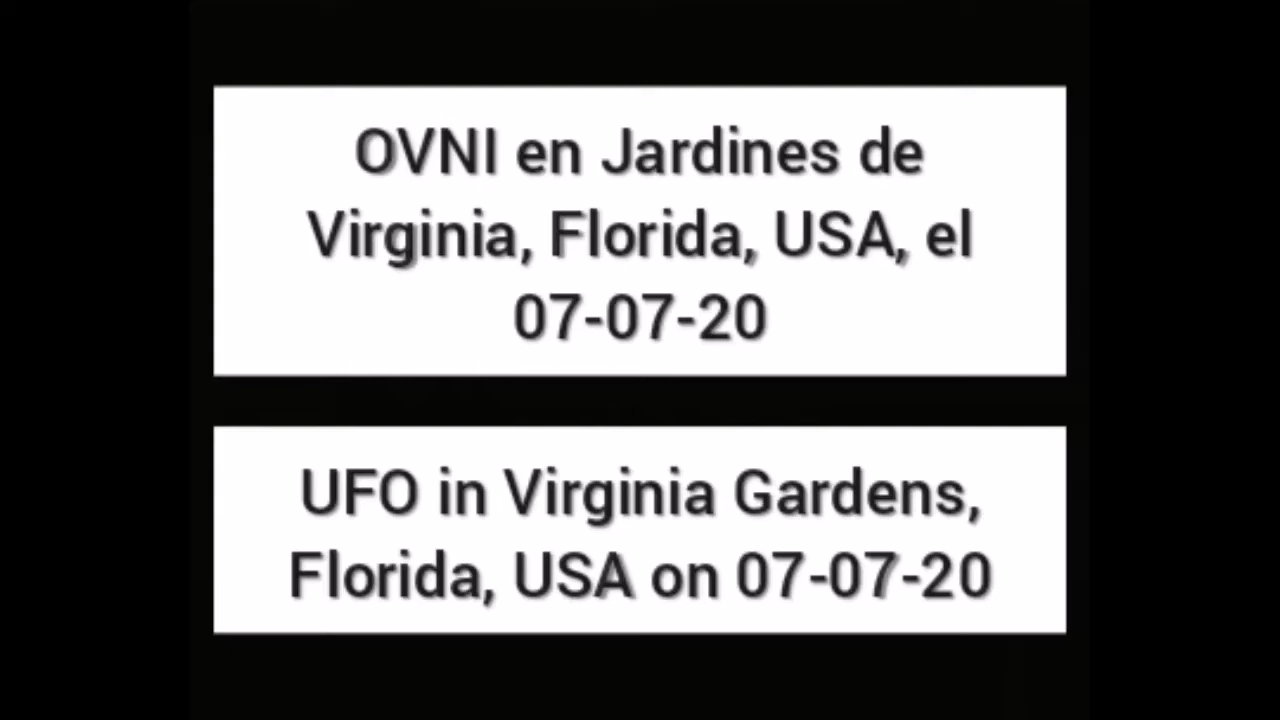 OVNI en Jardines de
Virginia, Florida, USA, el
07-07-20
UFO in Virginia Gardens,
Florida, USA on 07-07-20